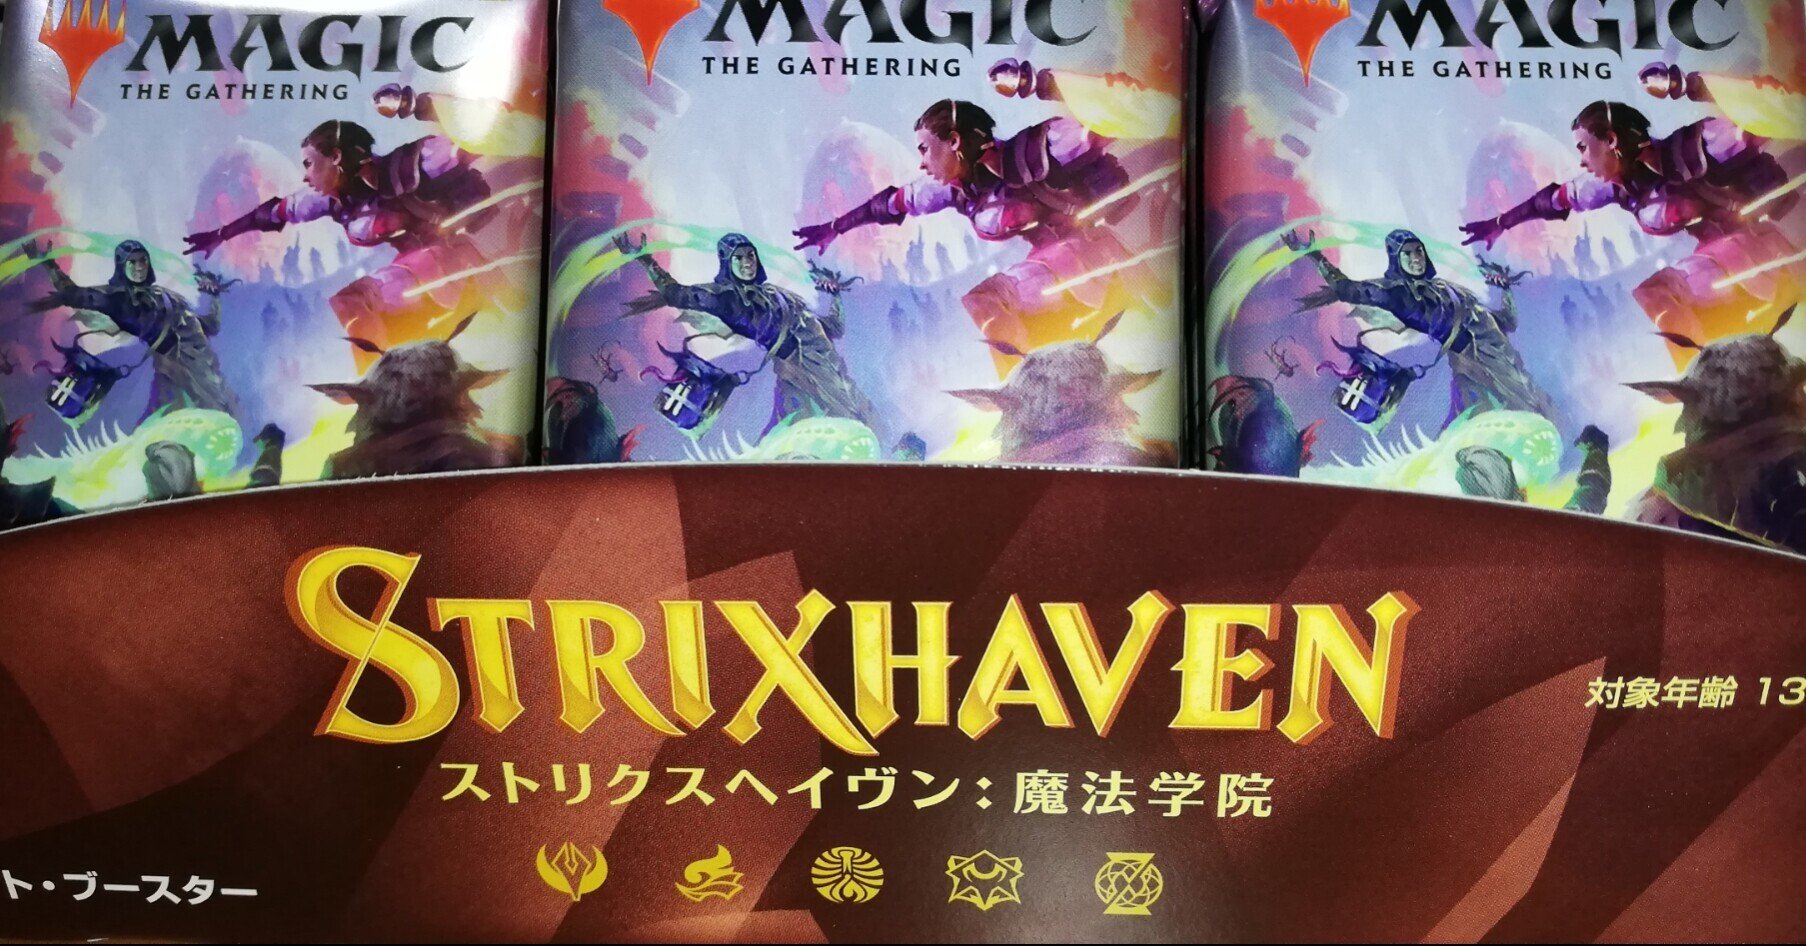 MAGIC
THE GATHERING
MAGIC
THE GATHERING
MAGIC
THE GATHERING
STRIXHAVEN
対象年齢 13
ストリクスヘイヴン：魔法学院
ト・ブースター